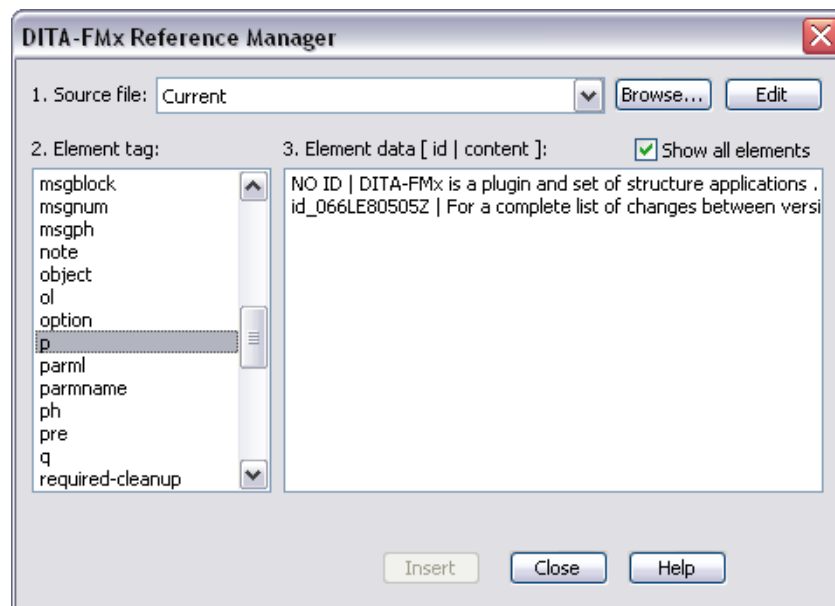 DITA-FMx Reference Manager
1. Source file: Current Browse... Edit
2. Element tag: 3. Element data [ id | content ]: Show all elements
msgblock
msgnum
msgph
note
object
ol
option
p
parml
parmname
ph
pre
q
required-cleanup
NO ID | DITA-FMx is a plugin and set of structure applications .
id_066LE80505Z | For a complete list of changes between versi
Insert Close Help